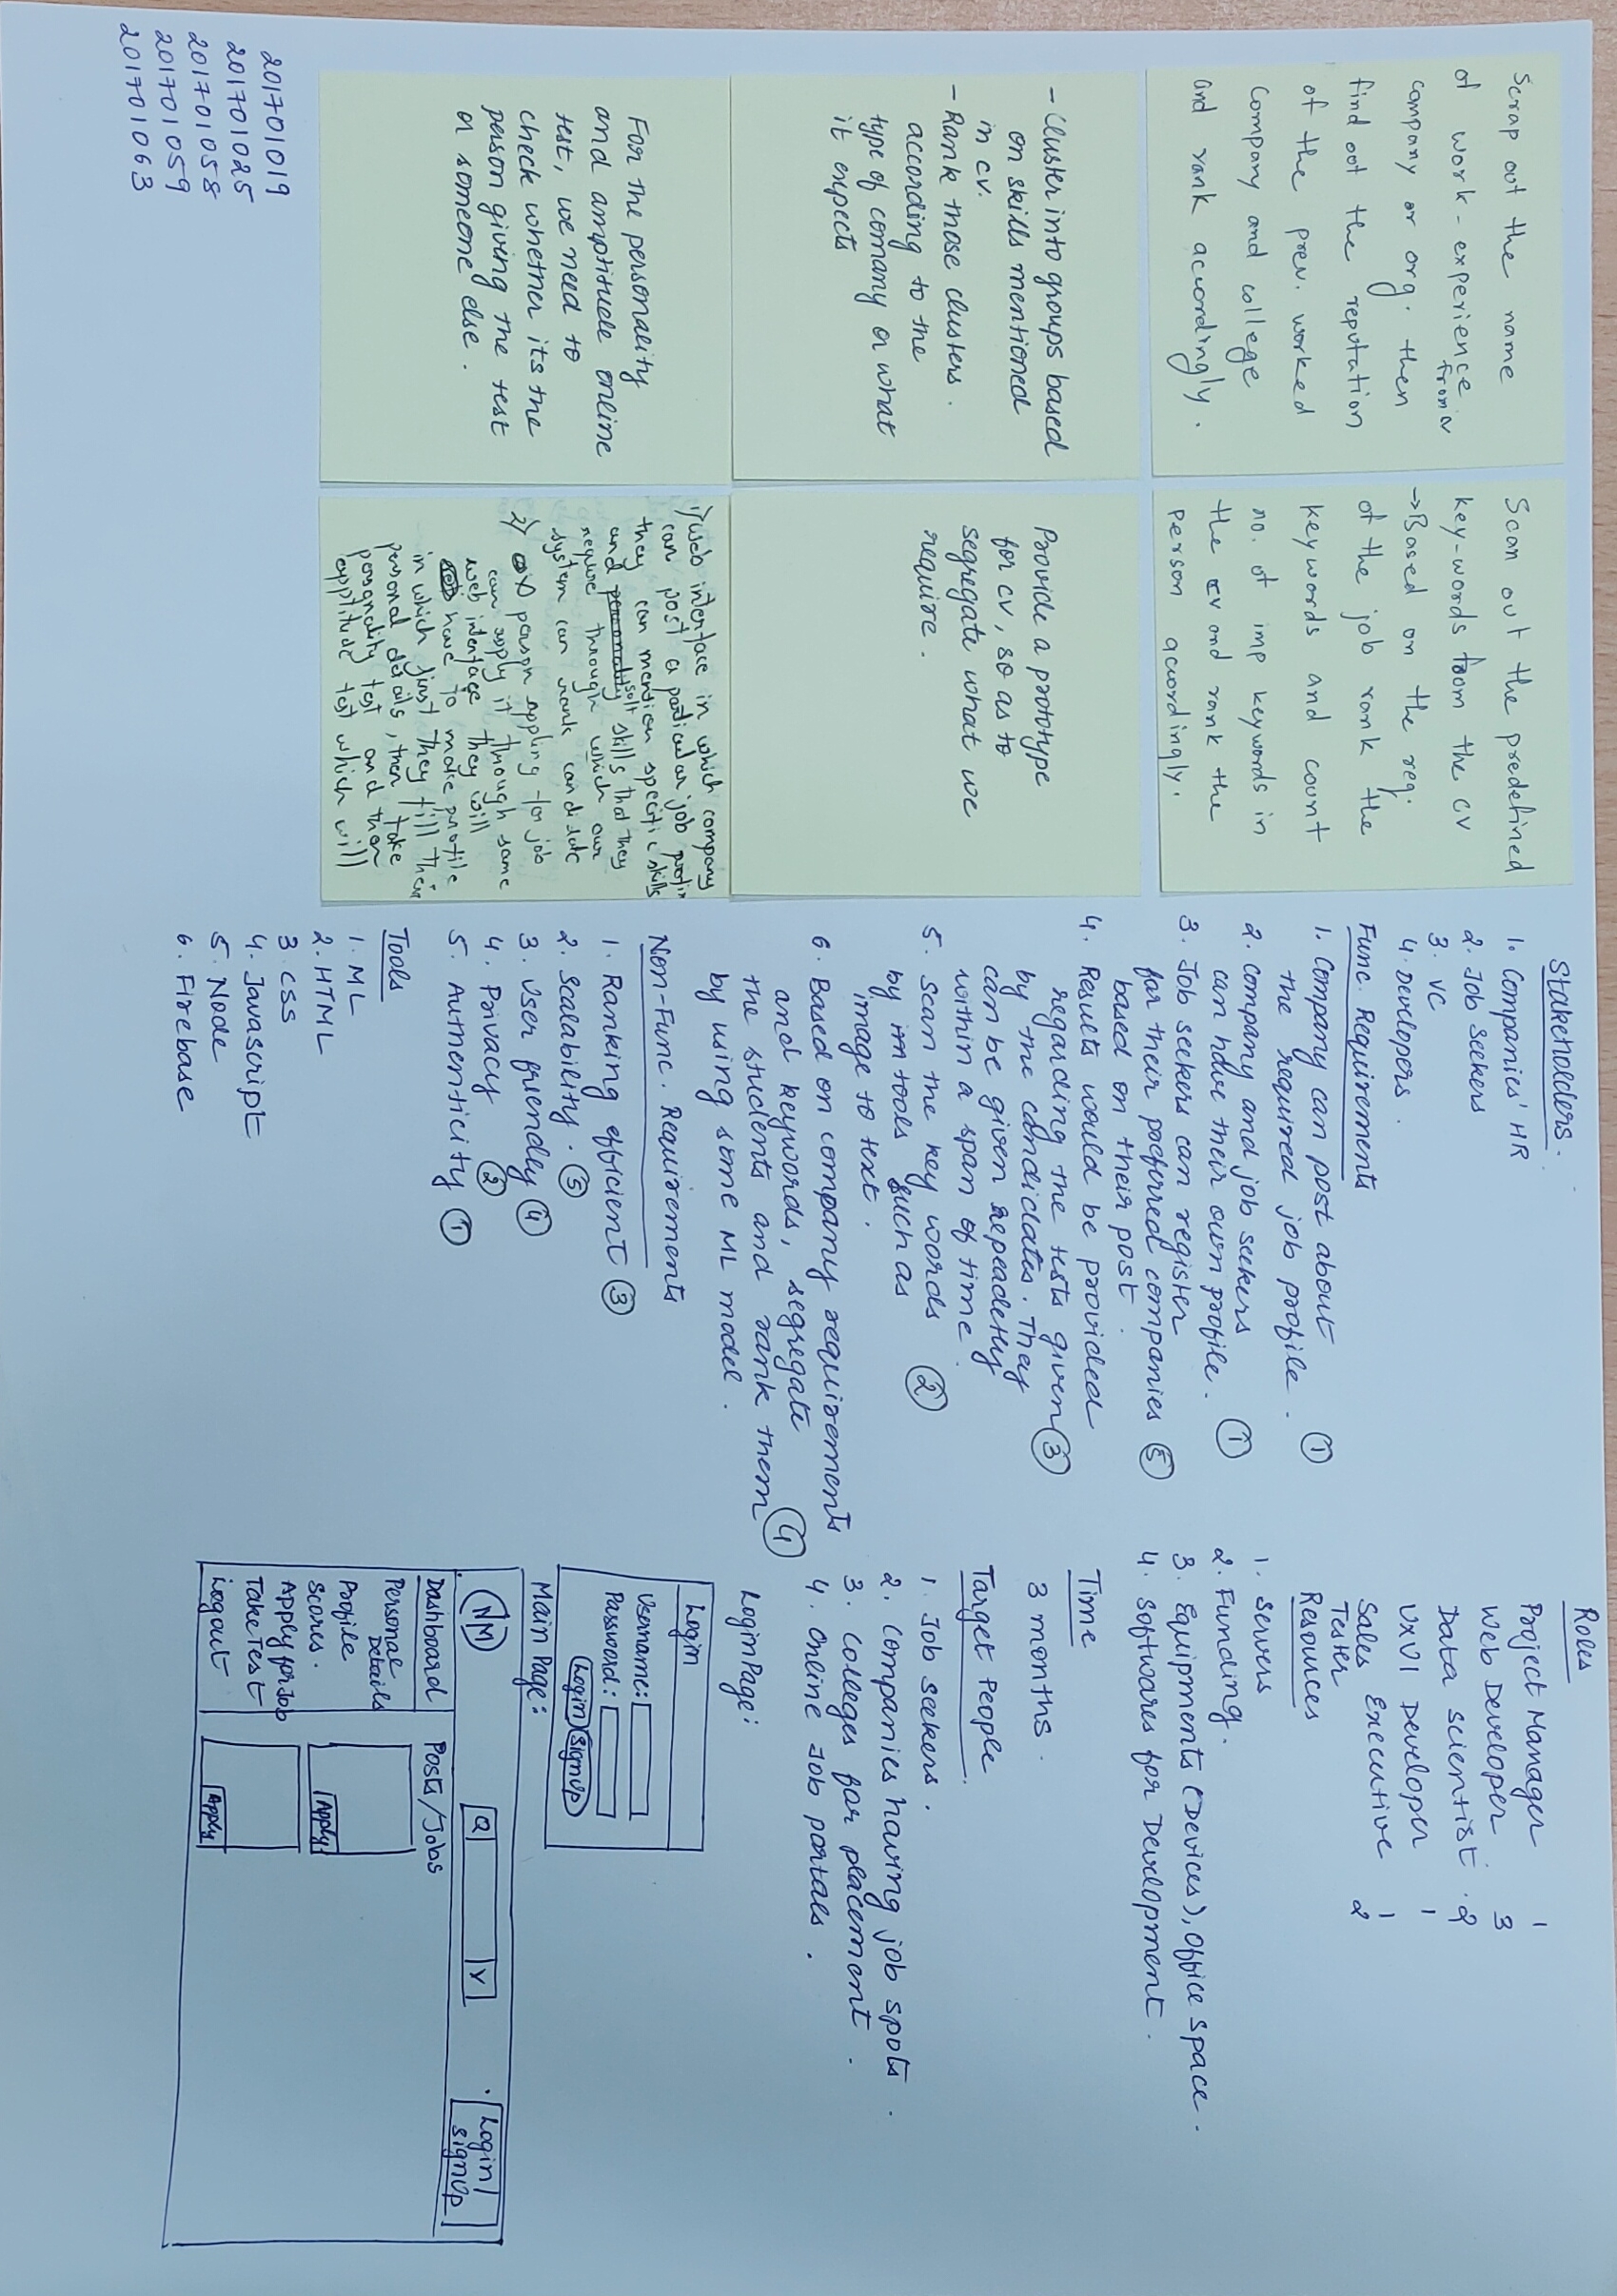 Scrap out the name
of work-experience
from
company or org. then
find out the reputation
of the prev. worked
company and college
and rank accordingly.
Scan out the predefined
key-words from the cv
→ Based on the req.
of the job rank the
keywords and count
no. of imp keywords in
the cv and rank the
person acordingly.
- Cluster into groups based
on skills mentioned
in cv.
- Rank those clusters.
according to the
type of company or what
it expects
Provide a prototype
for cv, so as to
segregate what we
require.
For the personality
and amptitude online
test, we need to
check whether its the
person giving the test
or someone else.
1) Web interface in which company
can post a particular job
they can mention specific skills
and soft skills that they
require through which our
system can rank candidate
2) person appling to job
can apply it through same
web interface they will
have to make profile
in which first they fill their
personal details, then take
personality test and then
apptitude test which will
201701019
201701025
201701058
201701059
201701063
Stakeholders.
1. Companies' HR
2. Job Seekers
3. VC
4. Developers.
Func. Requirements
1. Company can post about
the required job profile. ①
2. Company and job seekers
can have their own profile. ①
3. Job seekers can register
for their preferred companies ⑤
based on their post.
4. Results would be provided
regarding the tests given ③
by the candidates. They
can be given repeadetly
within a span of time.
5. Scan the key words ②
by in tools such as
image to text.
6. Based on company requirements
and keywords, segregate
the students and rank them ④
by using some ML model.
Non-Func. Requirements
1. Ranking efficient ③
2. Scalability. ⑤
3. User friendly ④
4. Privacy ②
5. Authenticity ①
Tools
1. ML
2. HTML
3. CSS
4. Javascript
5. Node
6. Firebase
Roles
Project Manager 1
Web Developer 3
Data Scientist. 2
UXUI Developer 1
Sales Executive 1
Tester 2
Resources
1. Servers
2. Funding.
3. Equipments (Devices), office space.
4. Softwares for Development.
Time
3 months.
Target People.
1. Job seekers.
2. Companies having job spots.
3. Colleges for placement.
4. Online Job portals.
Login Page:
Login
Username:
Password:
Login SignUp
Main Page:
NM Q Login/
SignUp
Dashboard Posts/Jobs
Personal
Details
Profile
Scores. Apply
Apply for Job
Take Test
Logout Apply